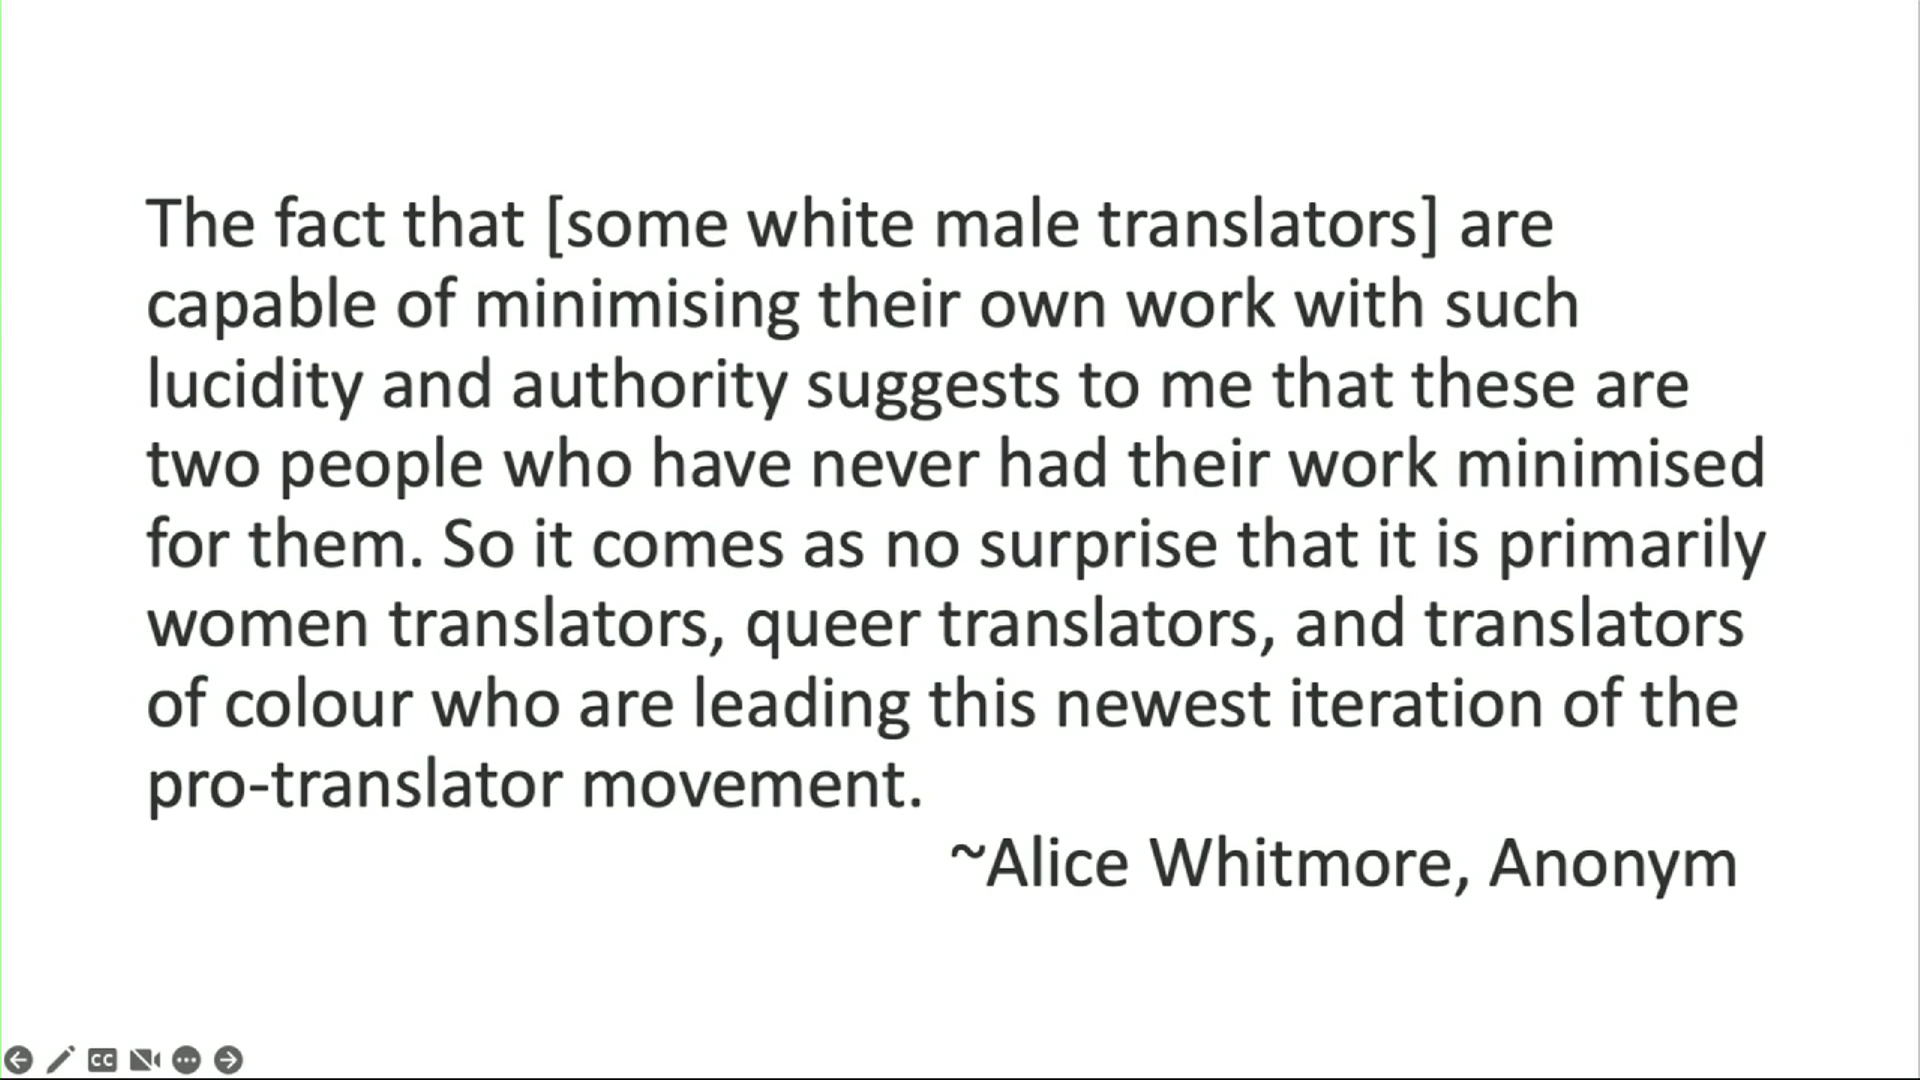 The fact that [some white male translators] are
capable of minimising their own work with such
lucidity and authority suggests to me that these are
two people who have never had their work minimised
for them. So it comes as no surprise that it is primarily
women translators, queer translators, and translators
of colour who are leading this newest iteration of the
pro-translator movement.
~Alice Whitmore, Anonym
CC